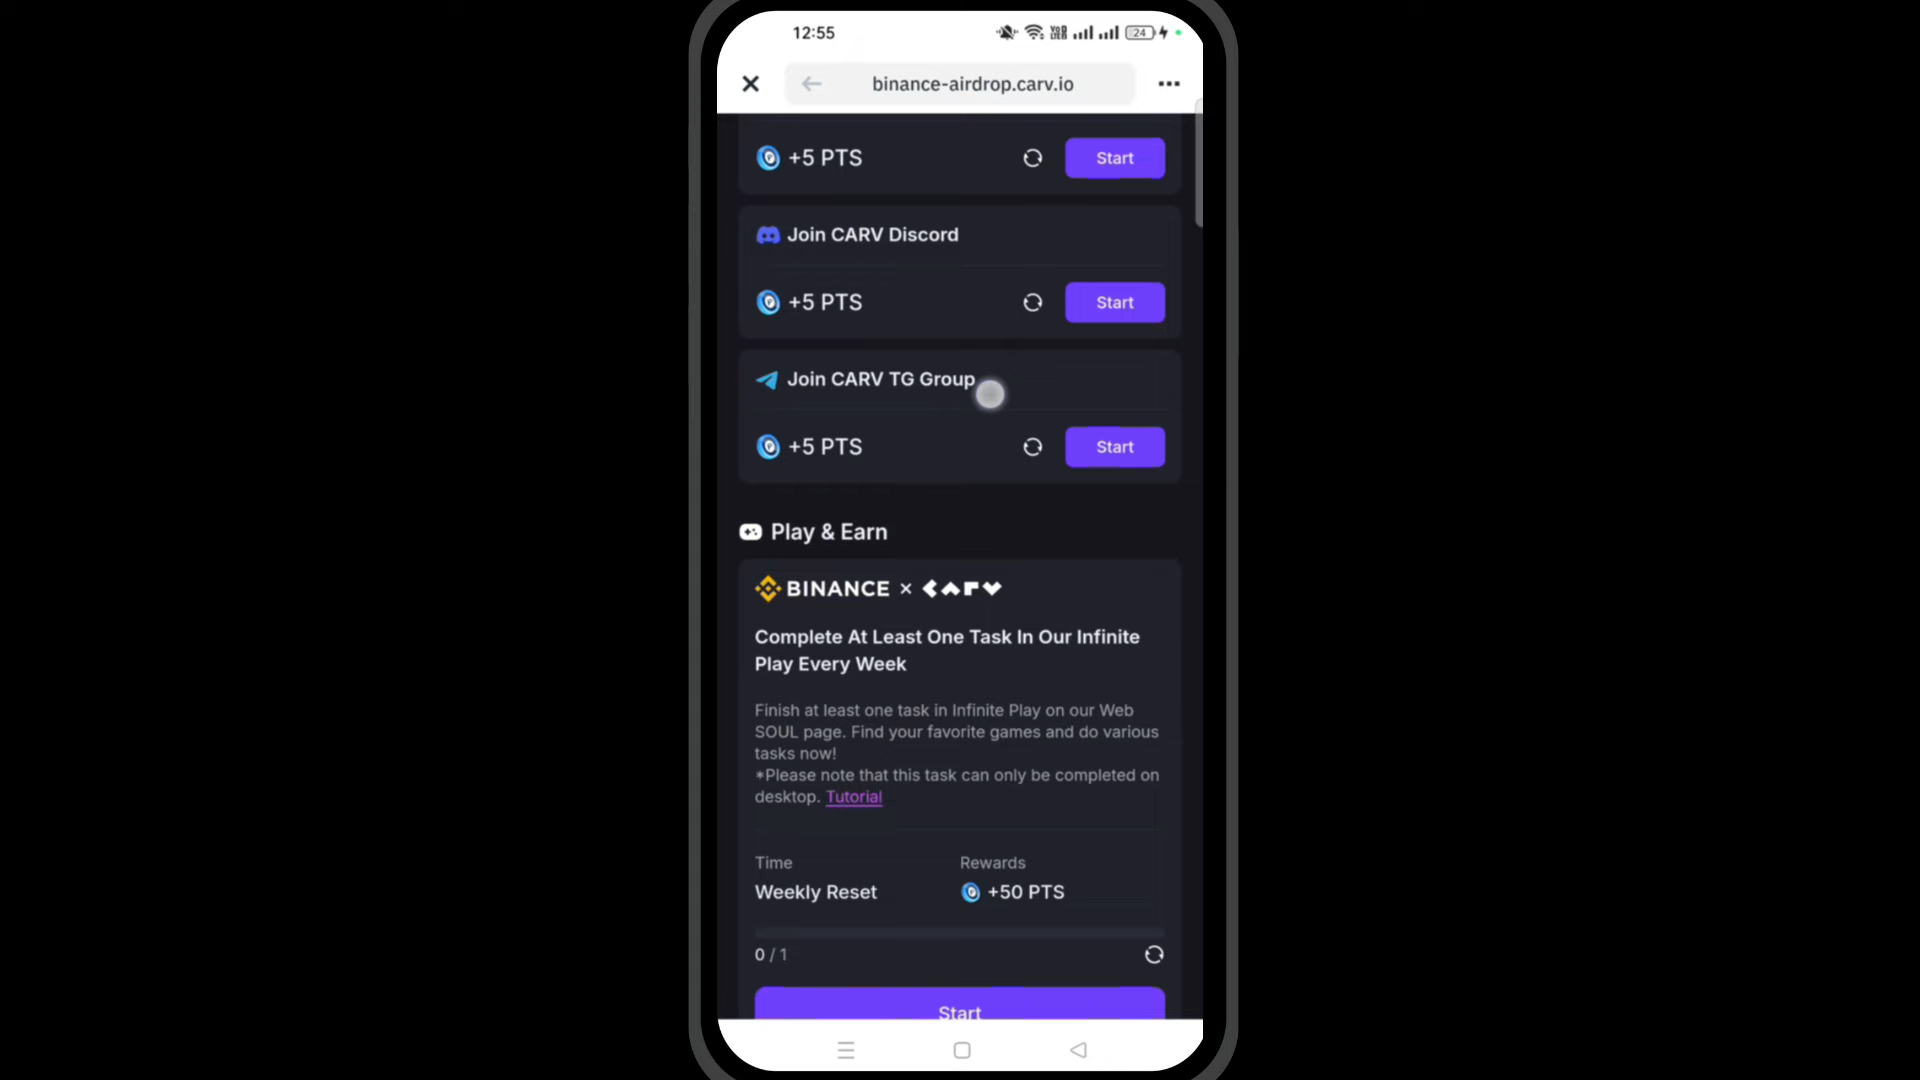 12:55
24
binance-airdrop.carv.io
+5 PTS
Start
Join CARV Discord
+5 PTS
Start
Join CARV TG Group
+5 PTS
Start
Play & Earn
BINANCE × CARV
Complete At Least One Task In Our Infinite
Play Every Week
Finish at least one task in Infinite Play on our Web
SOUL page. Find your favorite games and do various
tasks now!
*Please note that this task can only be completed on
desktop. Tutorial
Time
Rewards
Weekly Reset
+50 PTS
0 / 1
Start